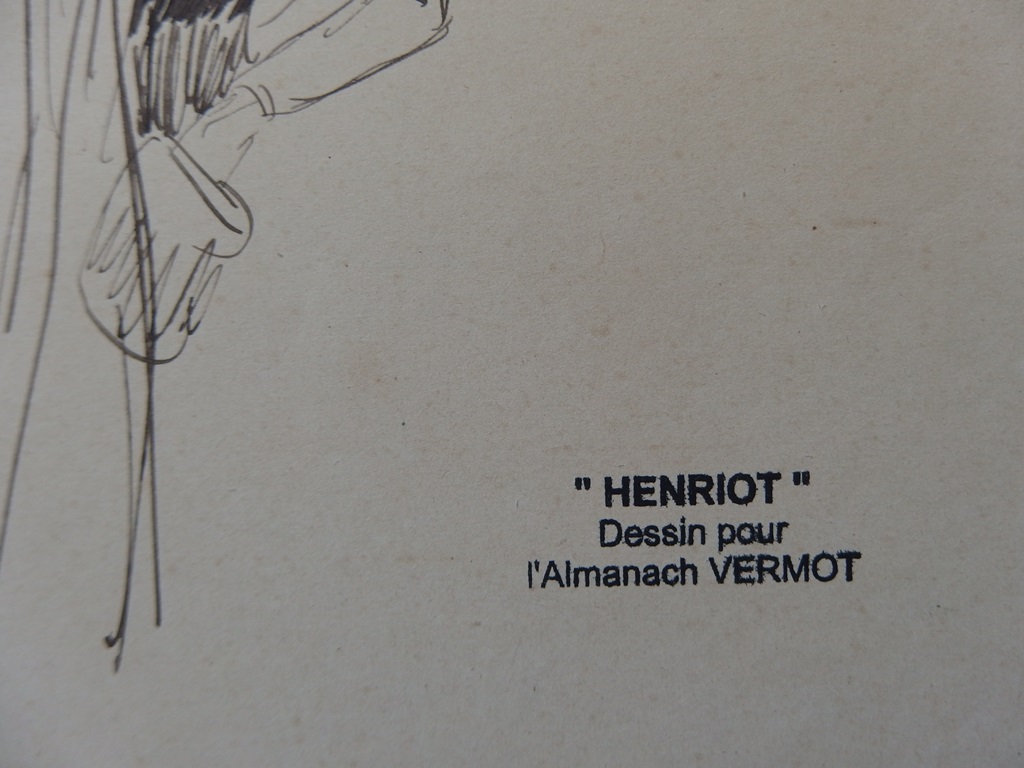 " HENRIOT "
Dessin pour
l'Almanach VERMOT